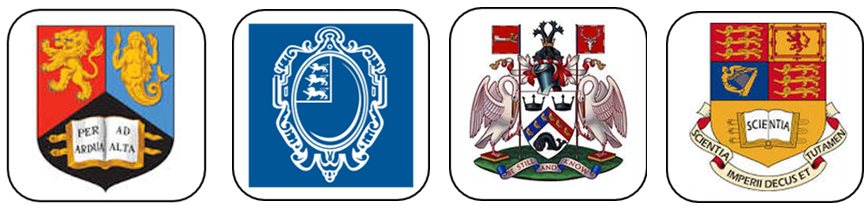 PER AD
ARDUA ALTA
BE STILL AND KNOW
SCIENTIA
SCIENTIA IMPERII DECUS ET TUTAMEN